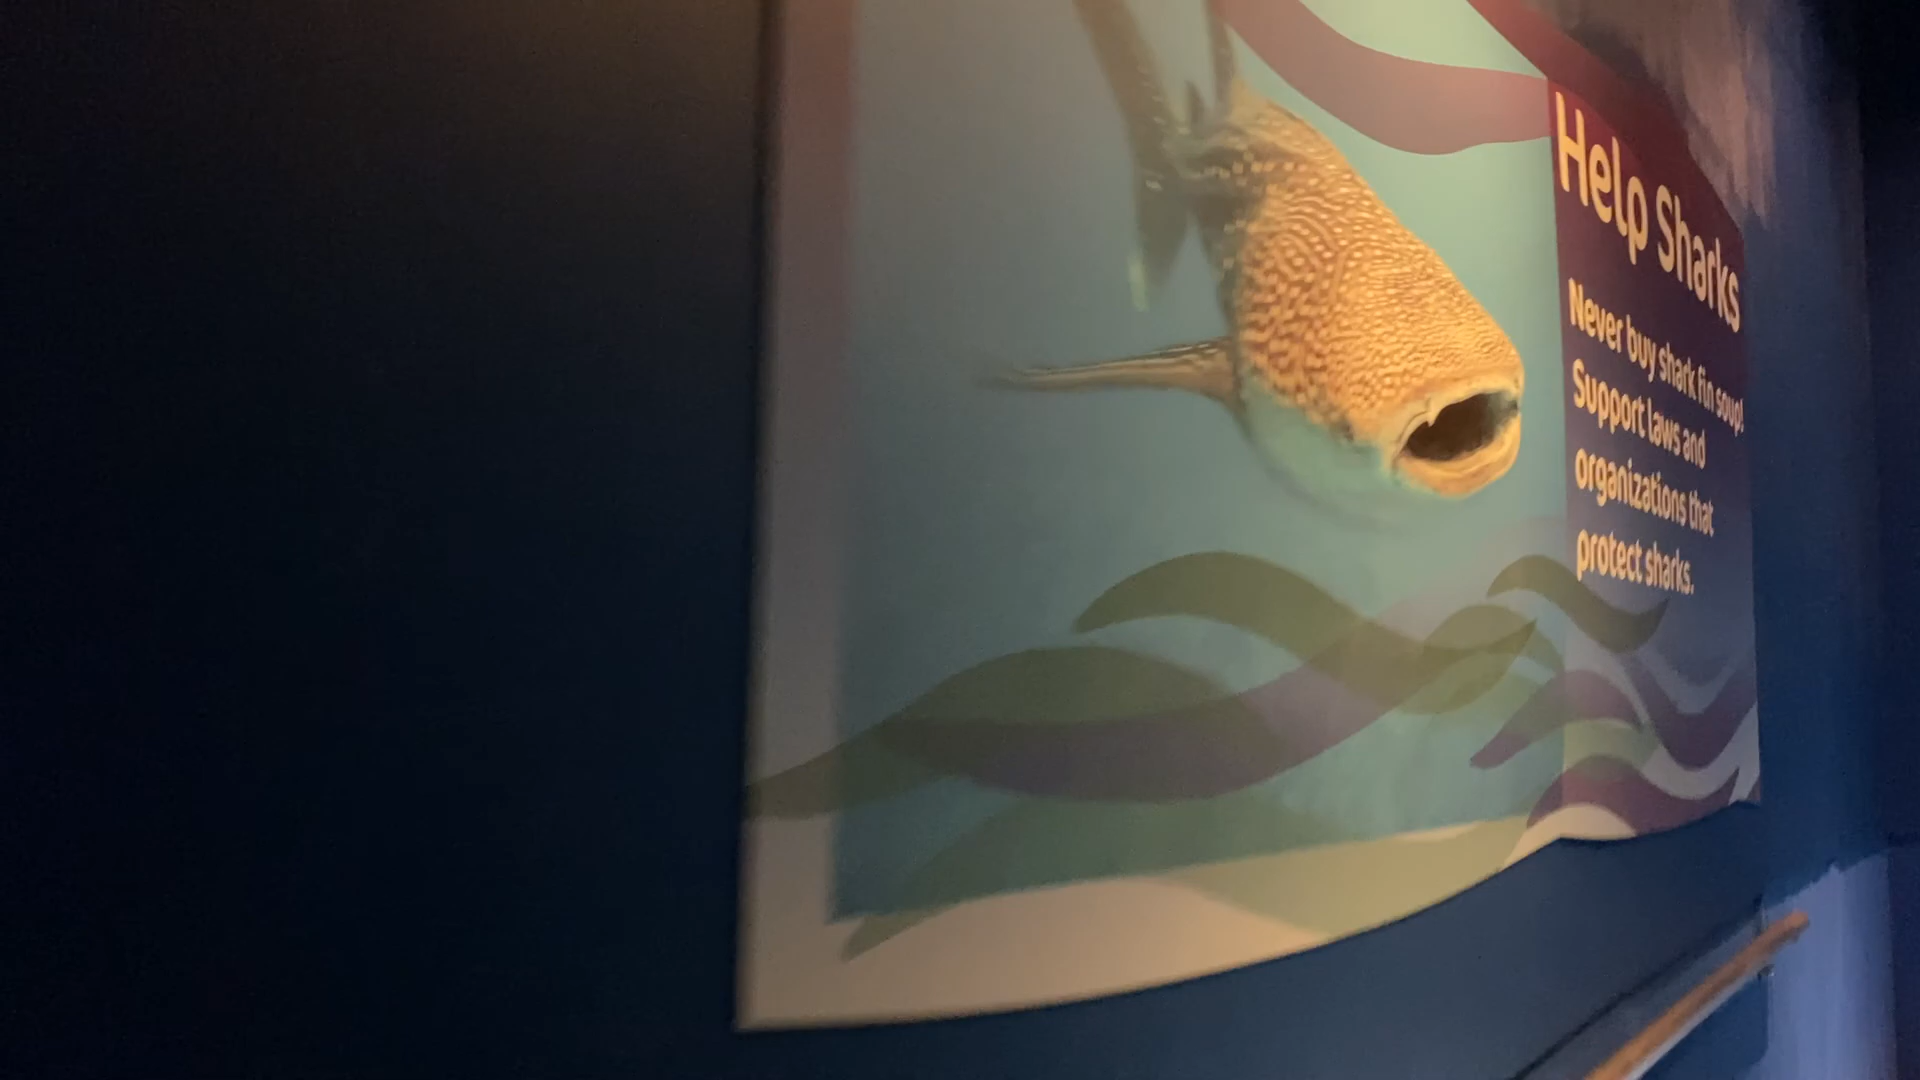 Help Sharks
Never buy shark fin soup!
Support laws and
organizations that
protect sharks.